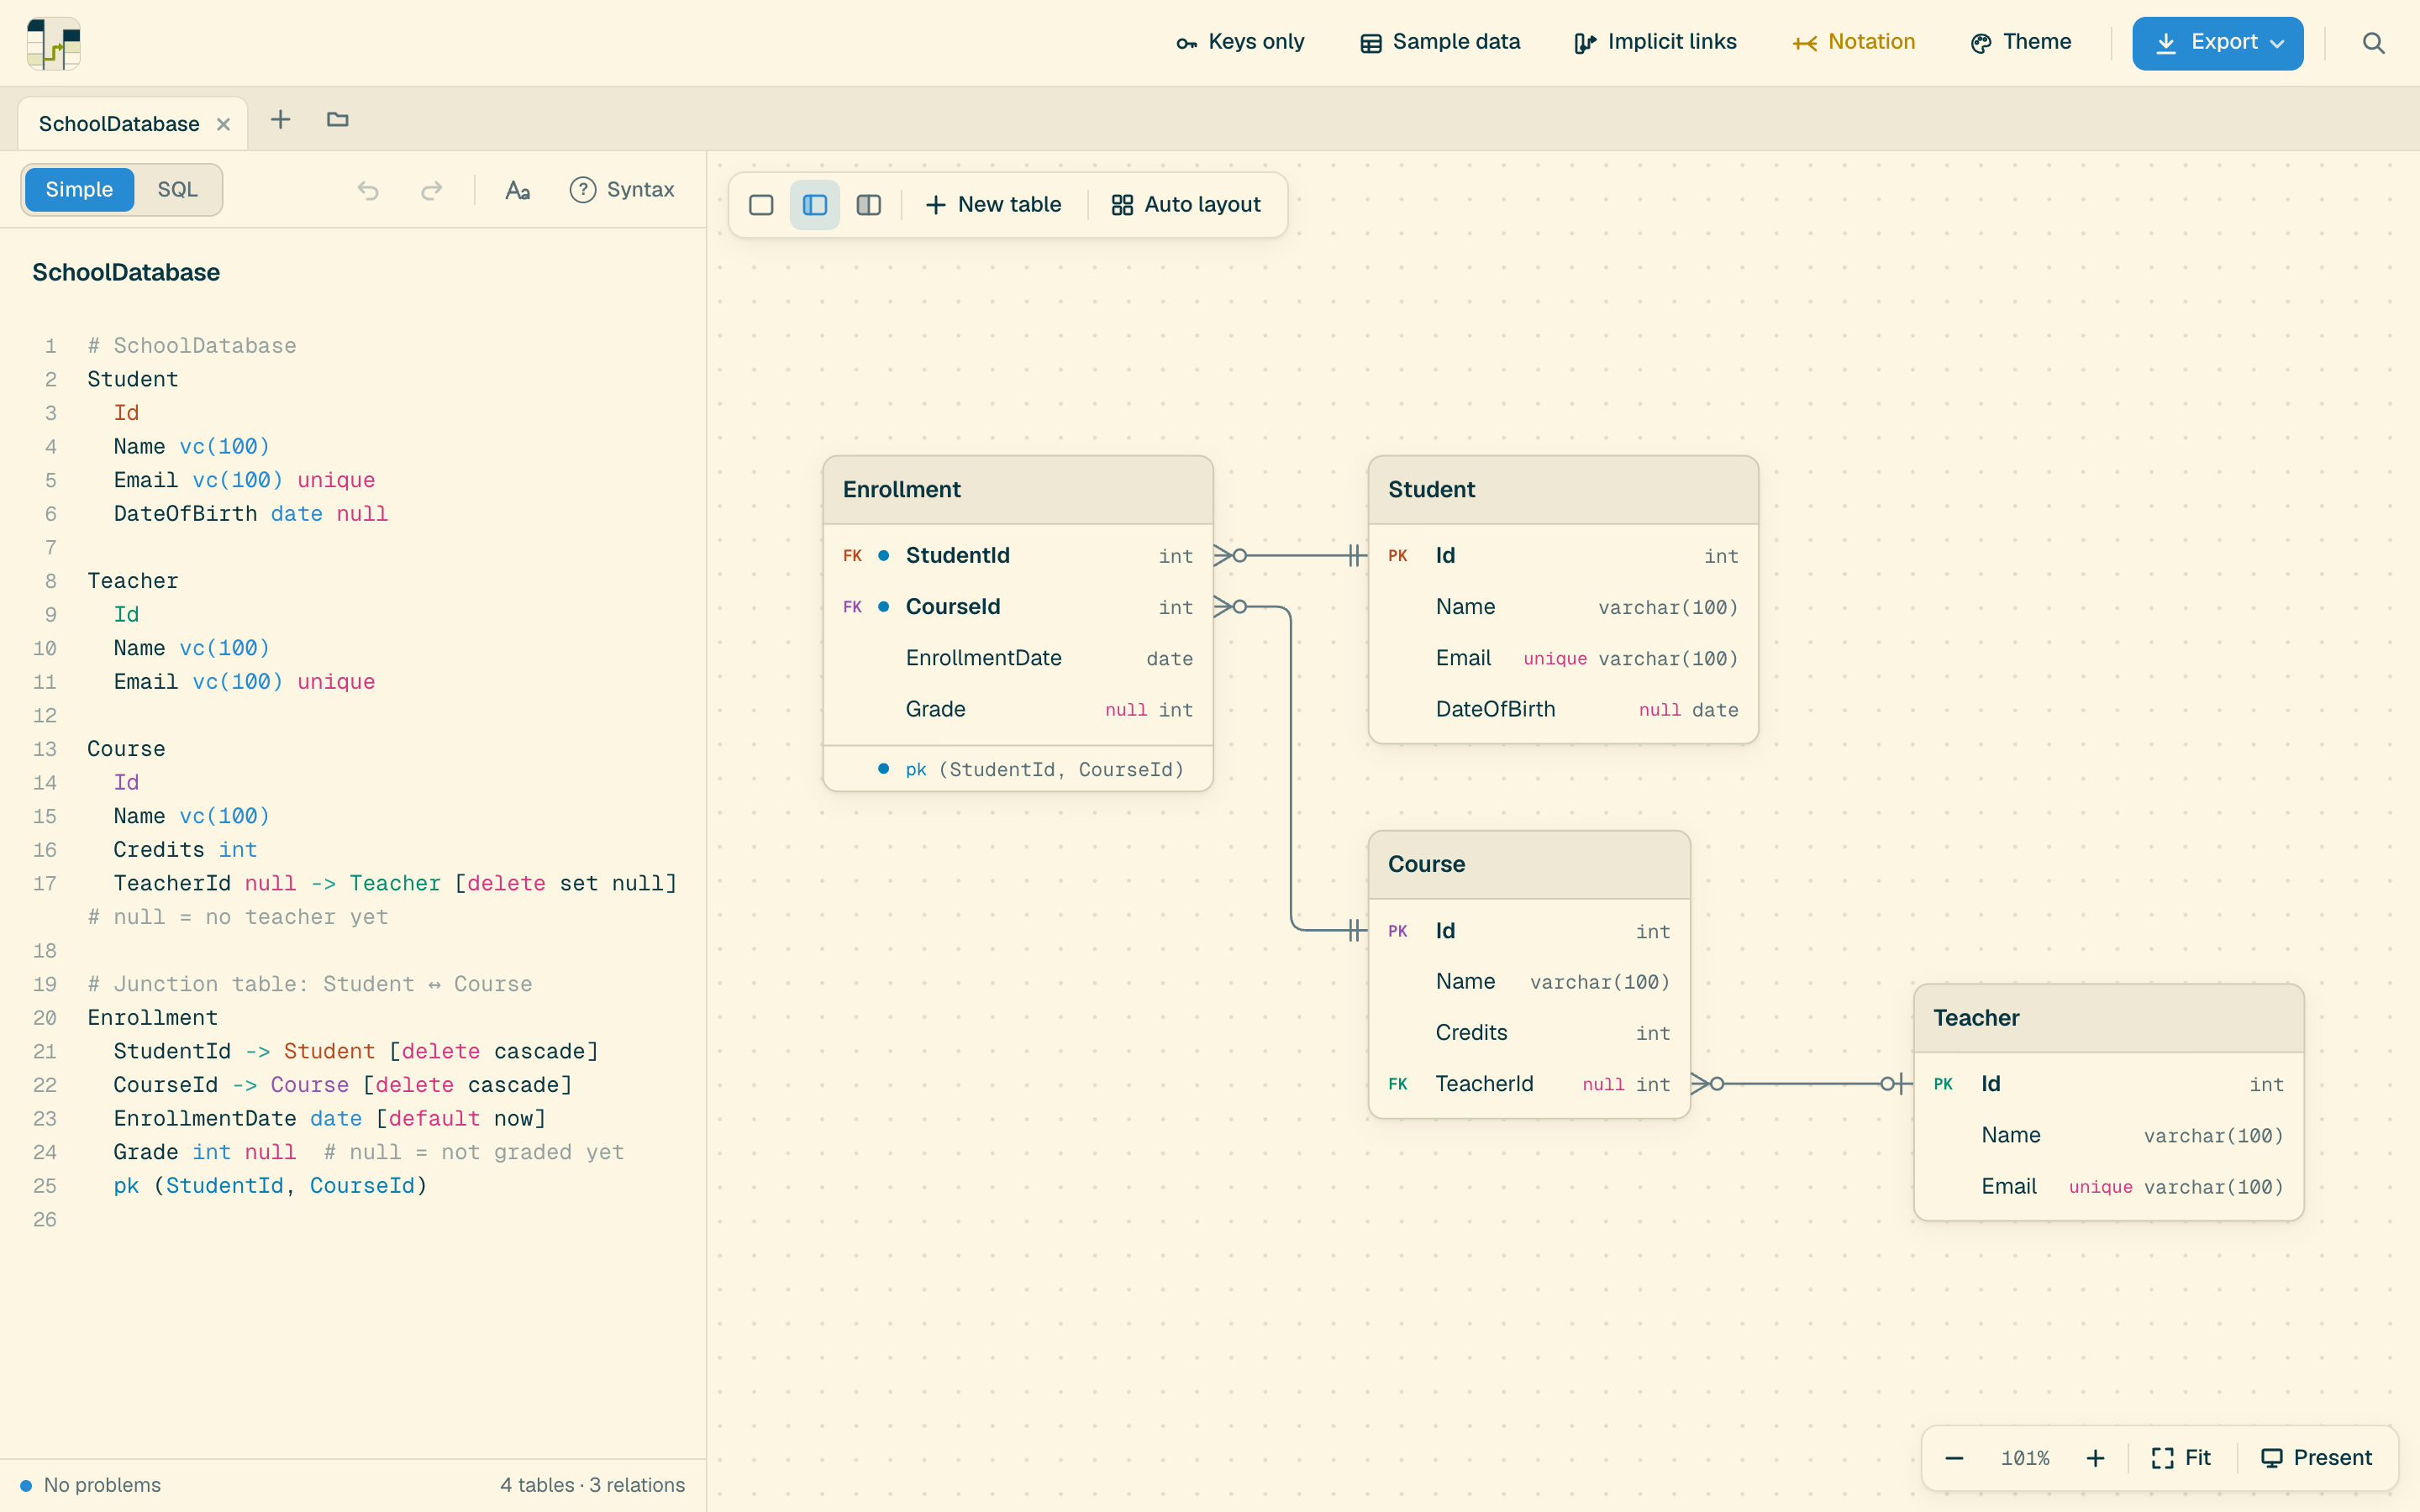 Keys only
Sample data
Implicit links
Notation
Theme
Export
SchoolDatabase
Simple
SQL
Aa
? Syntax
New table
Auto layout
SchoolDatabase
1 # SchoolDatabase
2 Student
3 Id
4 Name vc(100)
5 Email vc(100) unique
6 DateOfBirth date null
7
8 Teacher
9 Id
10 Name vc(100)
11 Email vc(100) unique
12
13 Course
14 Id
15 Name vc(100)
16 Credits int
17 TeacherId null -> Teacher [delete set null]
# null = no teacher yet
18
19 # Junction table: Student ↔ Course
20 Enrollment
21 StudentId -> Student [delete cascade]
22 CourseId -> Course [delete cascade]
23 EnrollmentDate date [default now]
24 Grade int null # null = not graded yet
25 pk (StudentId, CourseId)
26
No problems
4 tables · 3 relations
Enrollment
FK StudentId int
FK CourseId int
EnrollmentDate date
Grade null int
pk (StudentId, CourseId)
Student
PK Id int
Name varchar(100)
Email unique varchar(100)
DateOfBirth null date
Course
PK Id int
Name varchar(100)
Credits int
FK TeacherId null int
Teacher
PK Id int
Name varchar(100)
Email unique varchar(100)
101%
Fit
Present